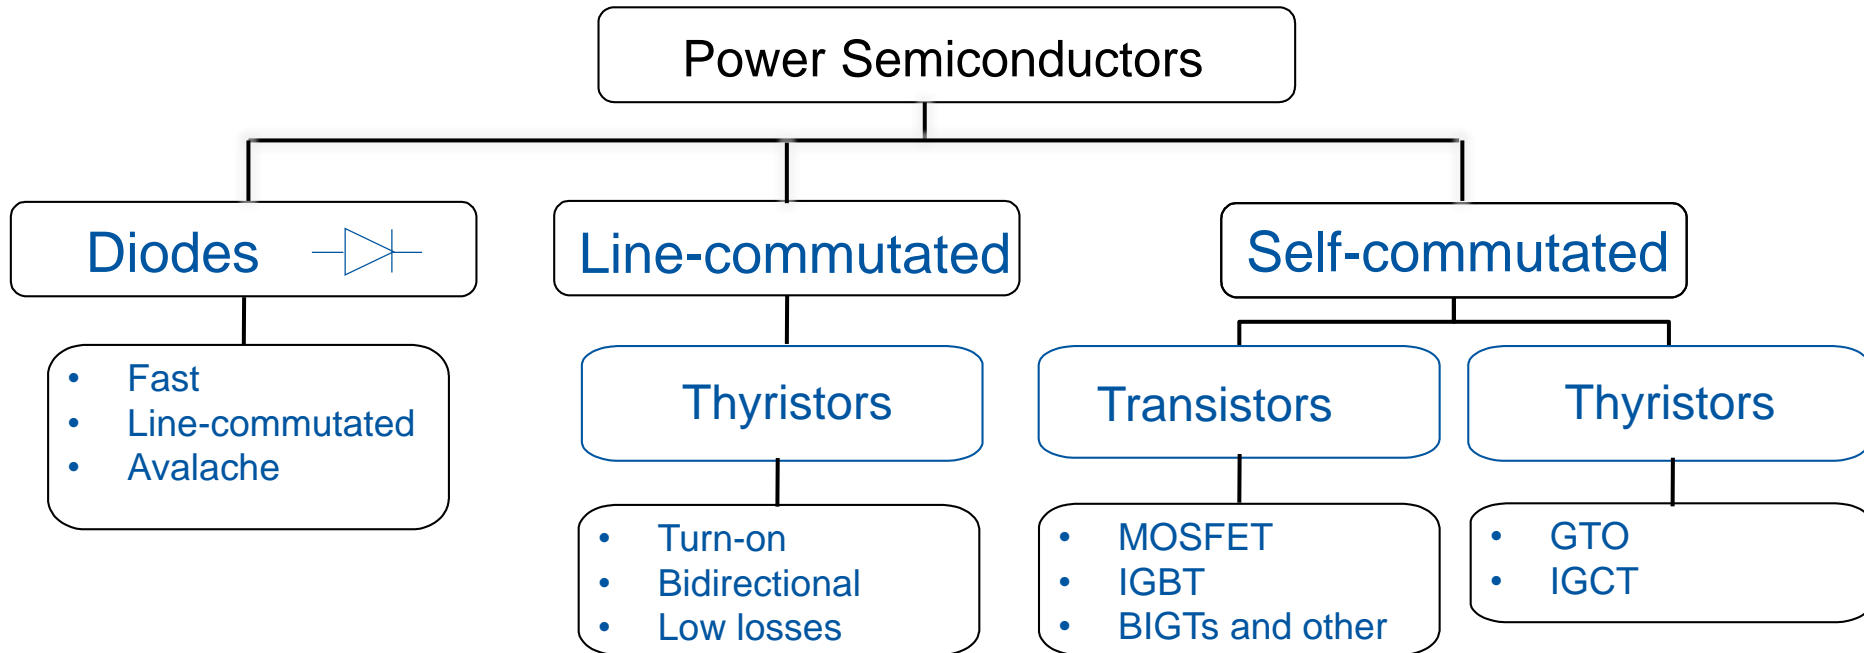 Power Semiconductors
Diodes
Line-commutated
Self-commutated
• Fast
• Line-commutated
• Avalache
Thyristors
Transistors
Thyristors
• Turn-on
• Bidirectional
• Low losses
• MOSFET
• IGBT
• BIGTs and other
• GTO
• IGCT